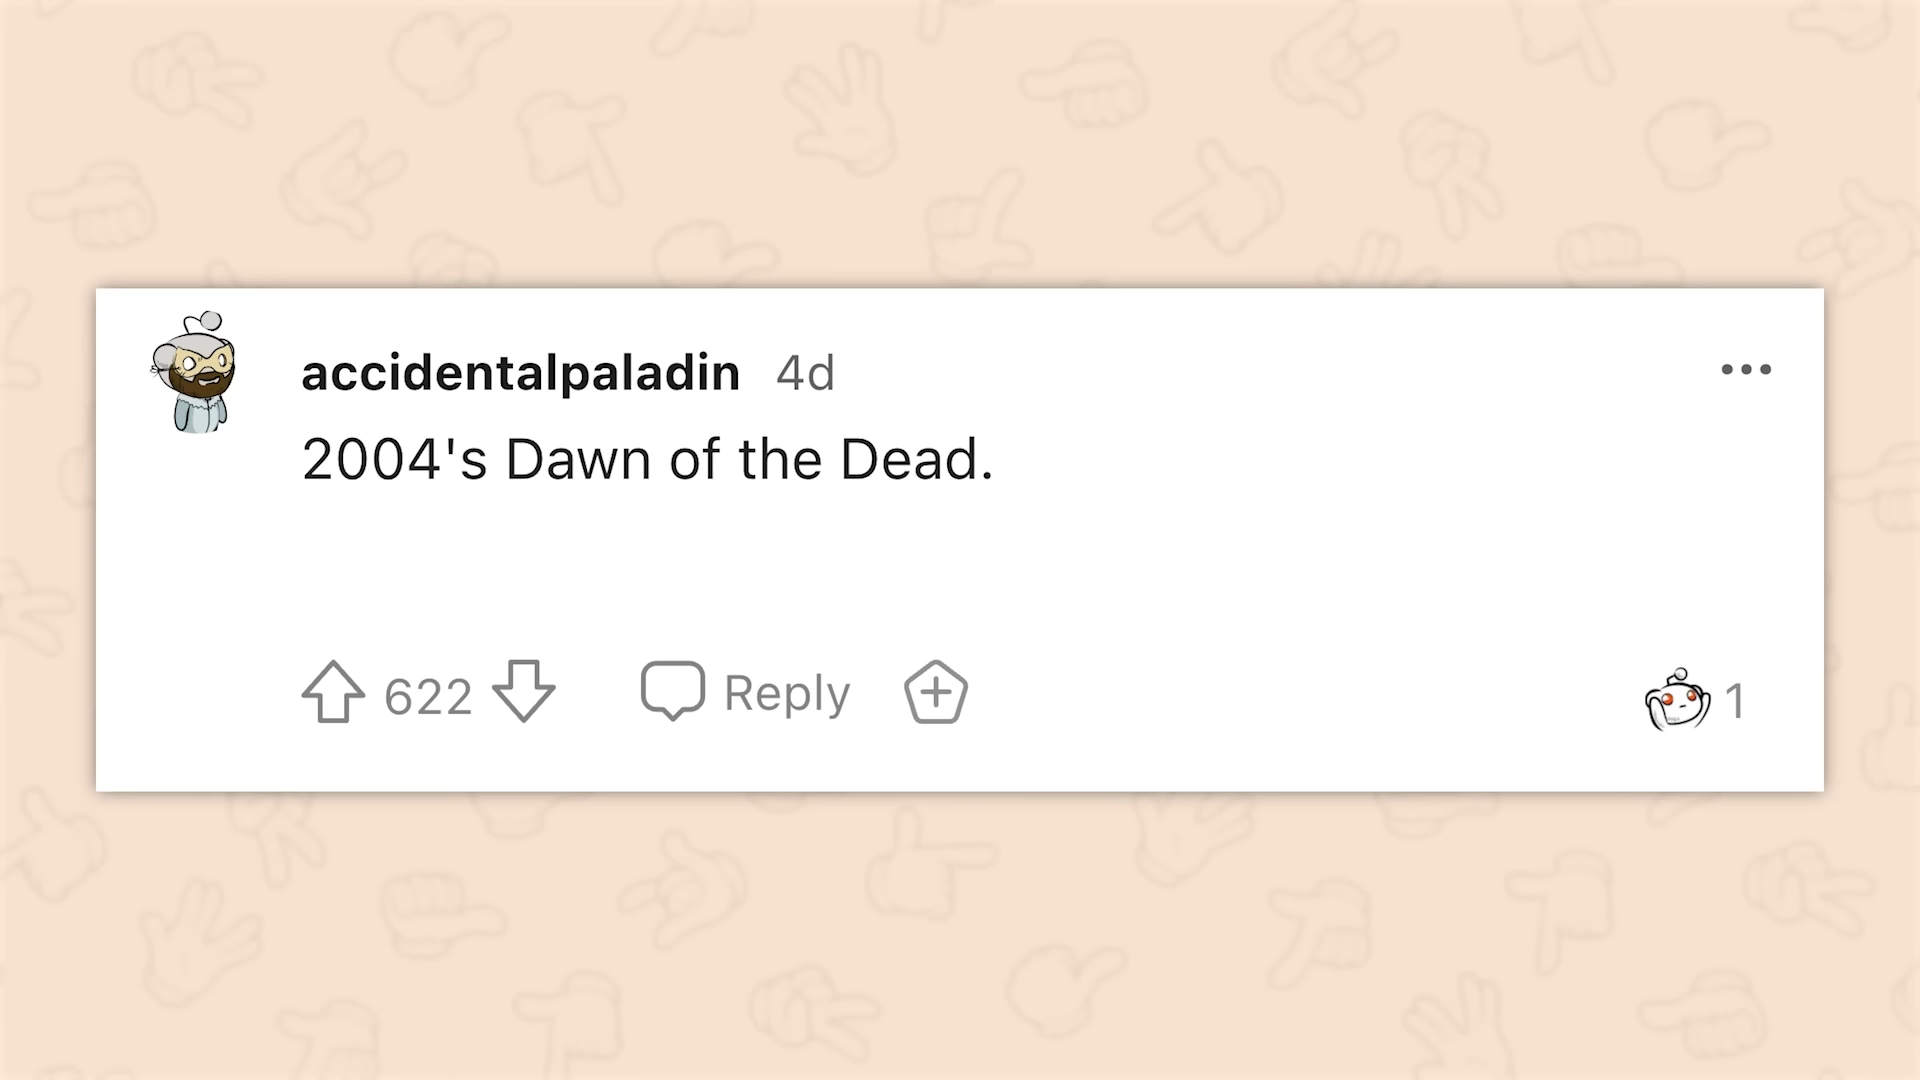 accidentalpaladin 4d
2004's Dawn of the Dead.
622 Reply 1